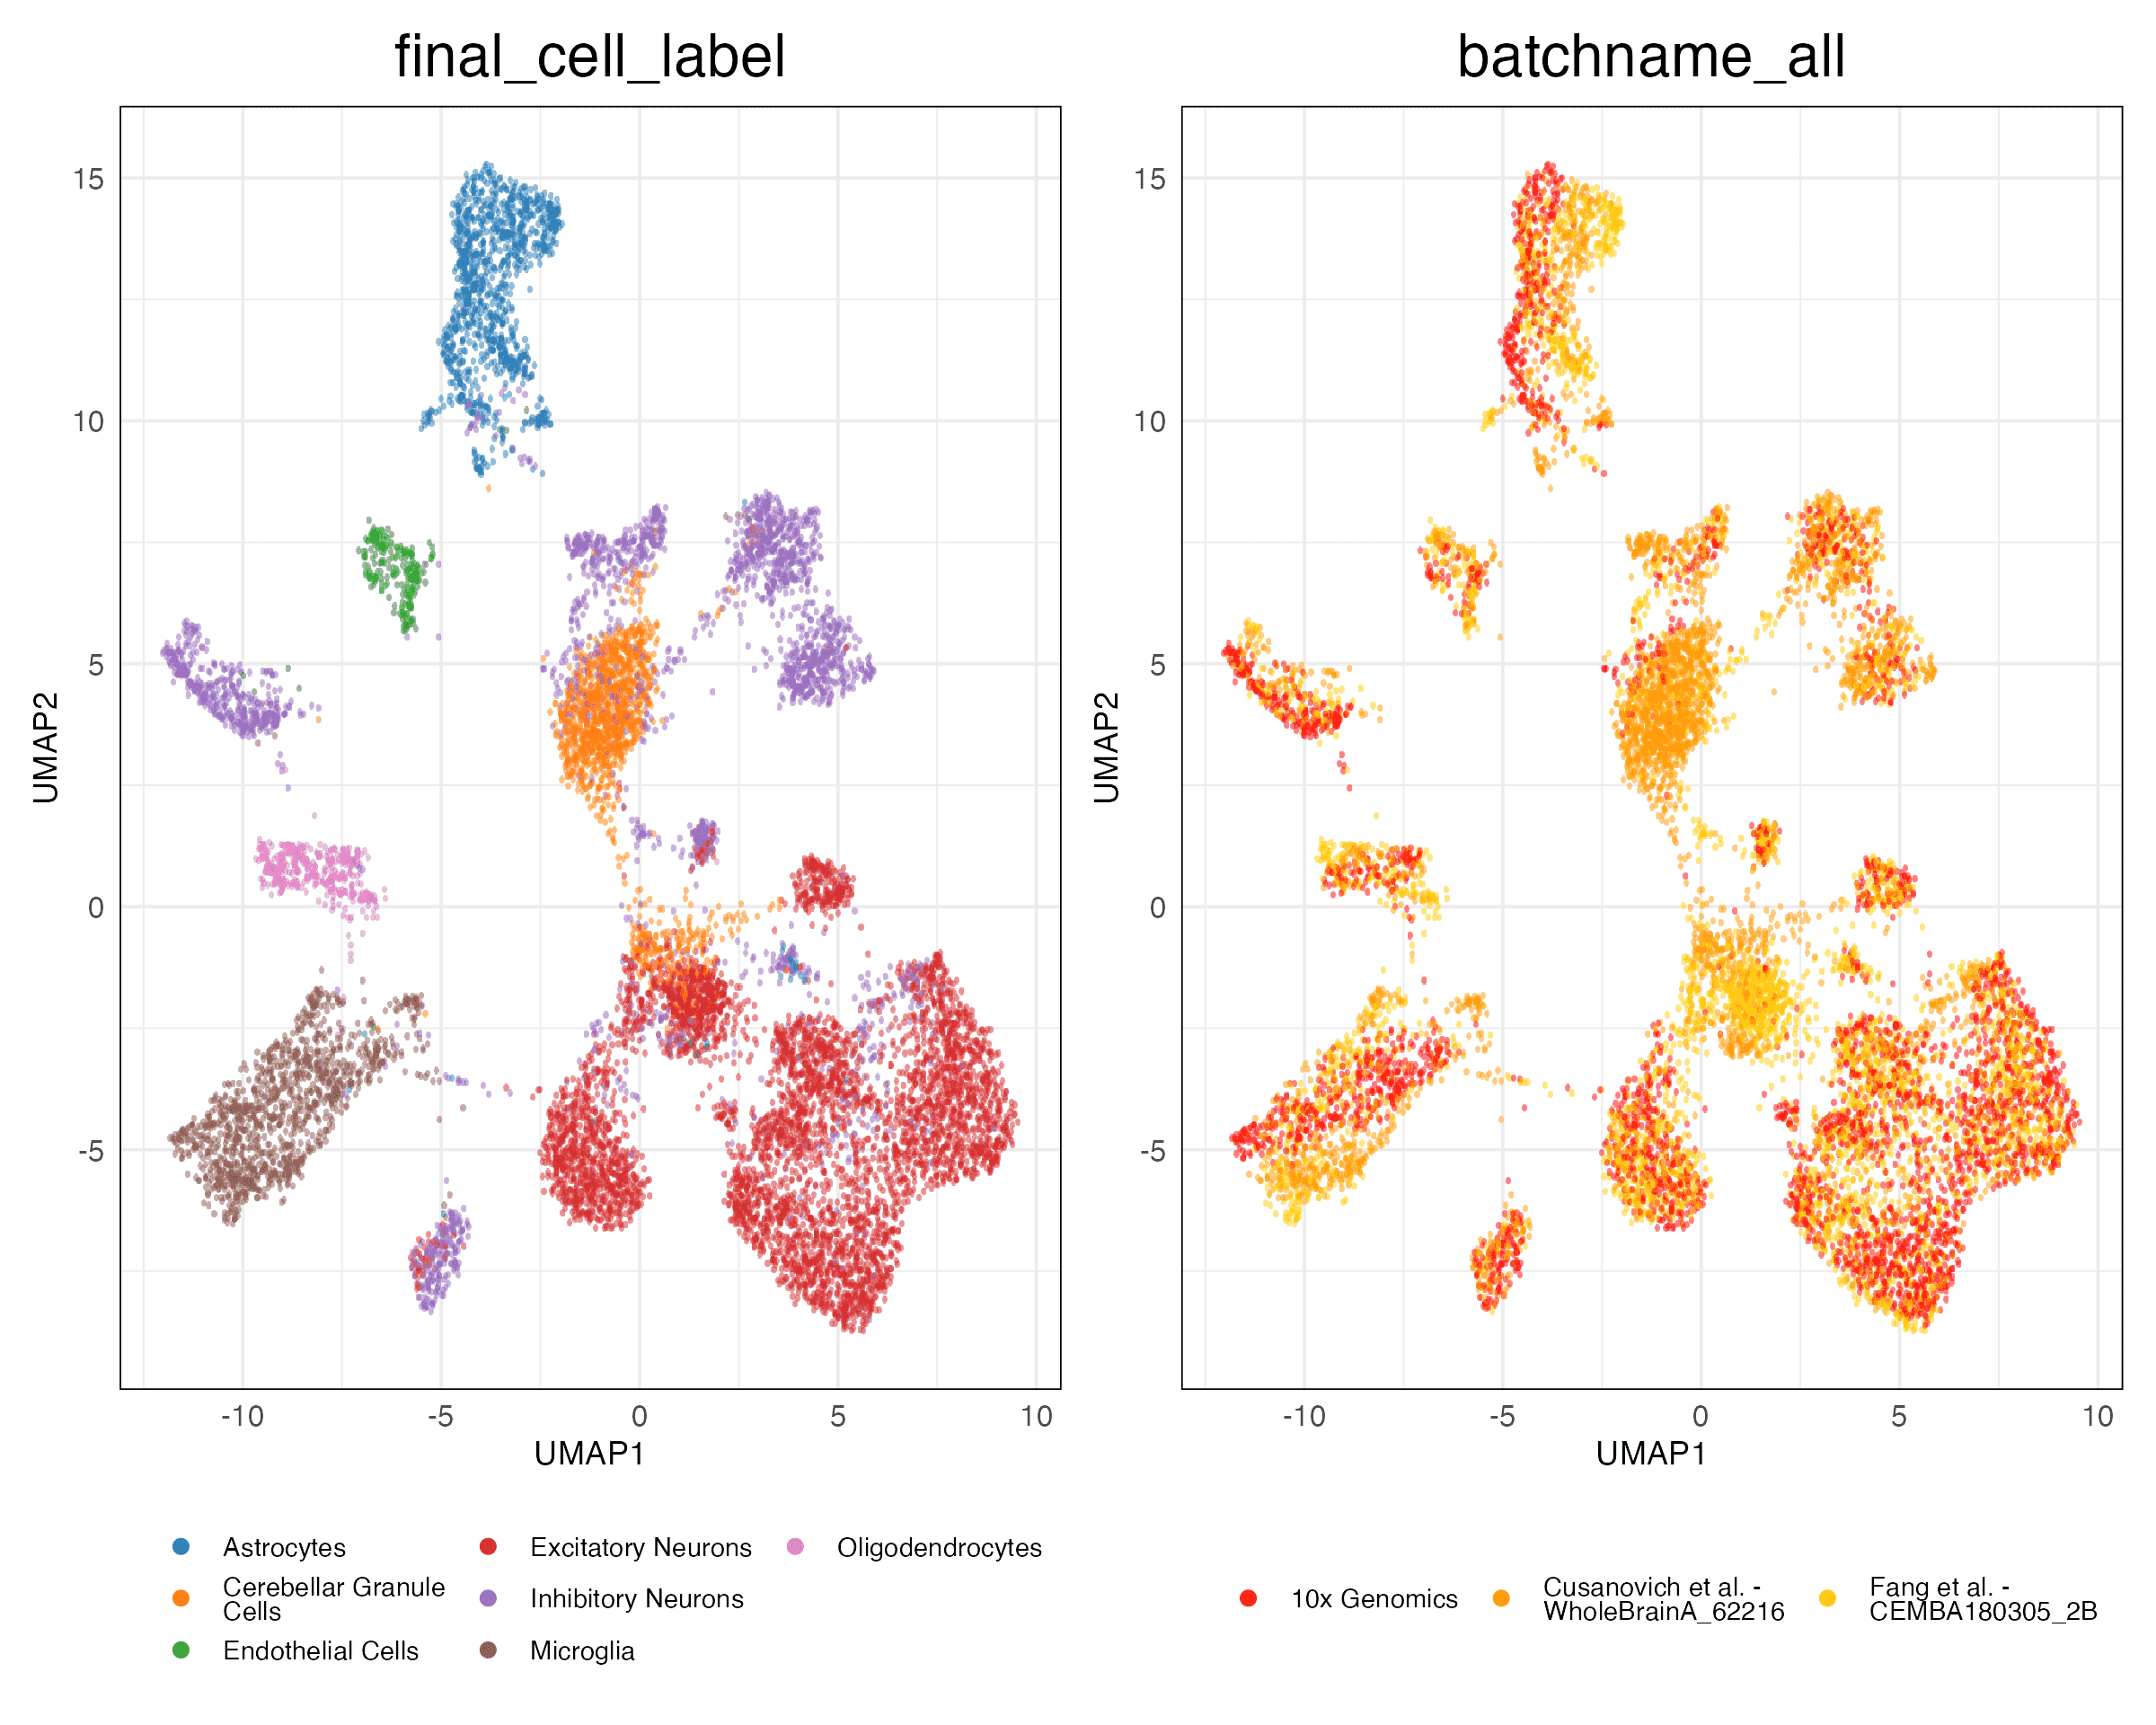 final_cell_label
batchname_all
15
10
5
0
-5
UMAP2
-10
-5
0
5
10
UMAP1
15
10
5
0
-5
UMAP2
-10
-5
0
5
10
UMAP1
Astrocytes
Cerebellar Granule
Cells
Endothelial Cells
Excitatory Neurons
Inhibitory Neurons
Microglia
Oligodendrocytes
10x Genomics
Cusanovich et al. -
WholeBrainA_62216
Fang et al. -
CEMBA180305_2B